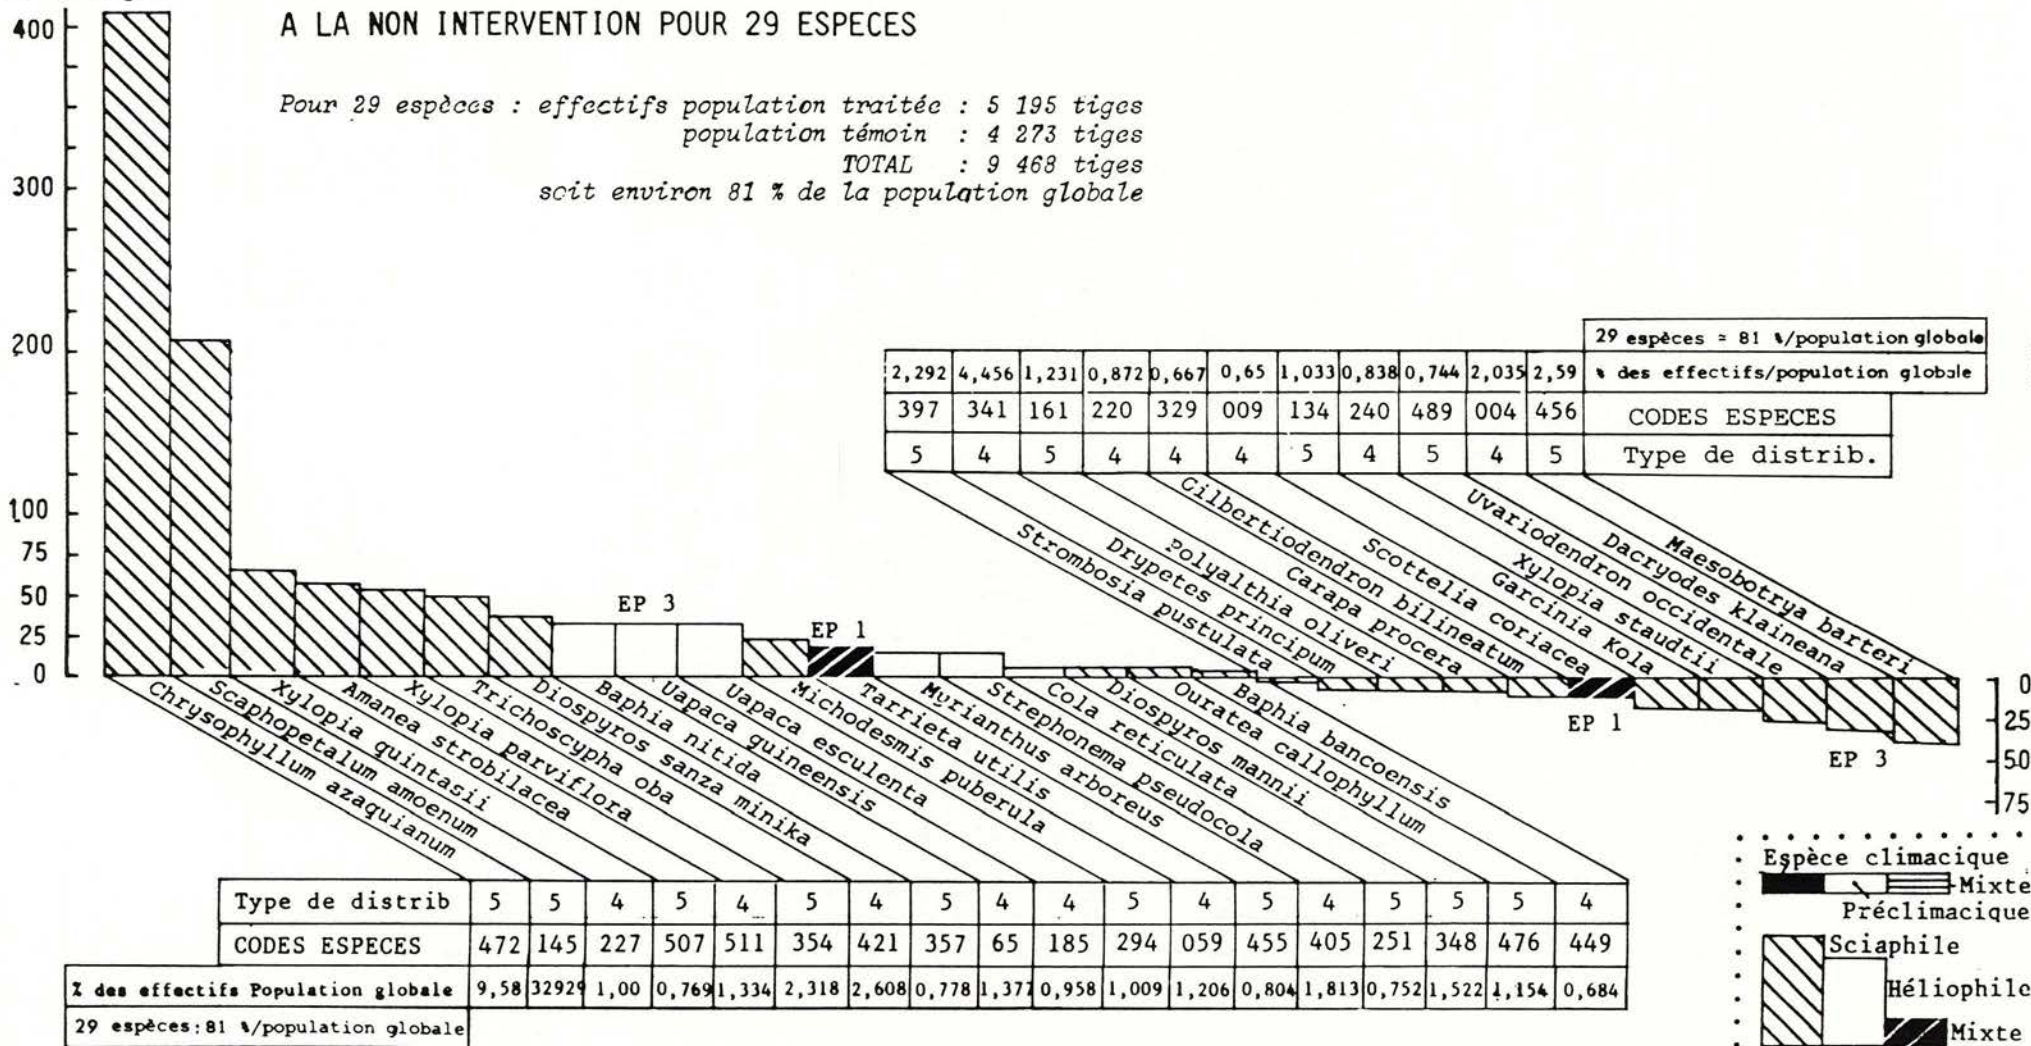 A LA NON INTERVENTION POUR 29 ESPECES
Pour 29 espèces : effectifs population traitée : 5 195 tiges
population témoin : 4 273 tiges
TOTAL : 9 468 tiges
soit environ 81 % de la population globale
400
300
200
100
75
50
25
0
29 espèces = 81 %/population globale
2,292 4,456 1,231 0,872 0,667 0,65 1,033 0,838 0,744 2,035 2,59 % des effectifs/population globale
397 341 161 220 329 009 134 240 489 004 456 CODES ESPECES
5 4 5 4 4 4 5 4 5 4 5 Type de distrib.
Strombosia pustulata
Drypetes principum
Polyalthia oliveri
Carapa procera
Gilbertiodendron bilineatum
Scottelia coriacea
Garcinia Kola
Xylopia staudtii
Uvariodendron occidentale
Dacryodes klaineana
Maesobotrya barteri
EP 3
EP 1
EP 1
EP 3
0
25
50
75
Chrysophyllum azaquianum
Scaphopetalum amoenum
Xylopia quintasii
Amanea strobilacea
Xylopia parviflora
Trichoscypha oba
Diospyros sanza minika
Baphia nitida
Uapaca guineensis
Uapaca esculenta
Michodesmis puberula
Tarrieta utilis
Myrianthus arboreus
Strephonema pseudocola
Cola reticulata
Diospyros mannii
Ouratea callophyllum
Baphia bancoensis
Type de distrib 5 5 4 5 4 5 4 5 4 4 5 4 5 4 5 5 5 4
CODES ESPECES 472 145 227 507 511 354 421 357 65 185 294 059 455 405 251 348 476 449
% des effectifs Population globale 9,58 32929 1,00 0,769 1,334 2,318 2,608 0,778 1,377 0,958 1,009 1,206 0,804 1,813 0,752 1,522 1,154 0,684
29 espèces:81 %/population globale
Espèce climacique
Mixte
Préclimacique
Sciaphile
Héliophile
Mixte